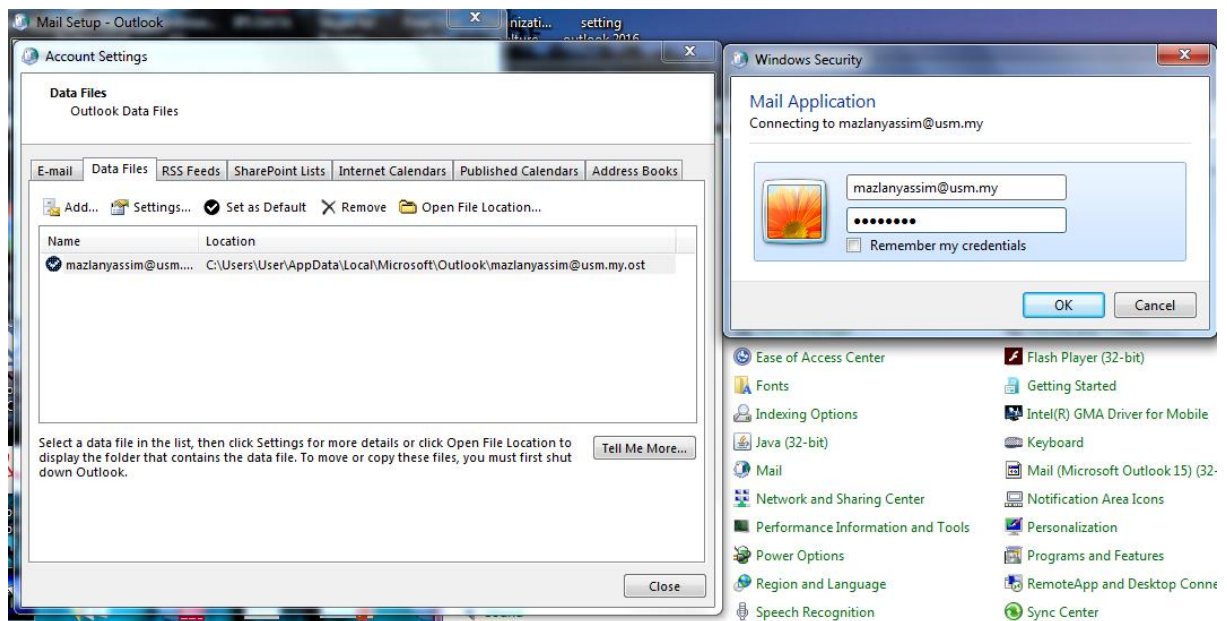 Mail Setup - Outlook
nizati...
setting
outlook 2016
Account Settings
Data Files
Outlook Data Files
E-mail
Data Files
RSS Feeds
SharePoint Lists
Internet Calendars
Published Calendars
Address Books
Add...
Settings...
Set as Default
Remove
Open File Location...
Name
Location
mazlanyassim@usm....
C:\Users\User\AppData\Local\Microsoft\Outlook\mazlanyassim@usm.my.ost
Select a data file in the list, then click Settings for more details or click Open File Location to
display the folder that contains the data file. To move or copy these files, you must first shut
down Outlook.
Tell Me More...
Close
Windows Security
Mail Application
Connecting to mazlanyassim@usm.my
mazlanyassim@usm.my
Remember my credentials
OK
Cancel
Ease of Access Center
Flash Player (32-bit)
Fonts
Getting Started
Indexing Options
Intel(R) GMA Driver for Mobile
Java (32-bit)
Keyboard
Mail
Mail (Microsoft Outlook 15) (32-
Network and Sharing Center
Notification Area Icons
Performance Information and Tools
Personalization
Power Options
Programs and Features
Region and Language
RemoteApp and Desktop Conne
Speech Recognition
Sync Center